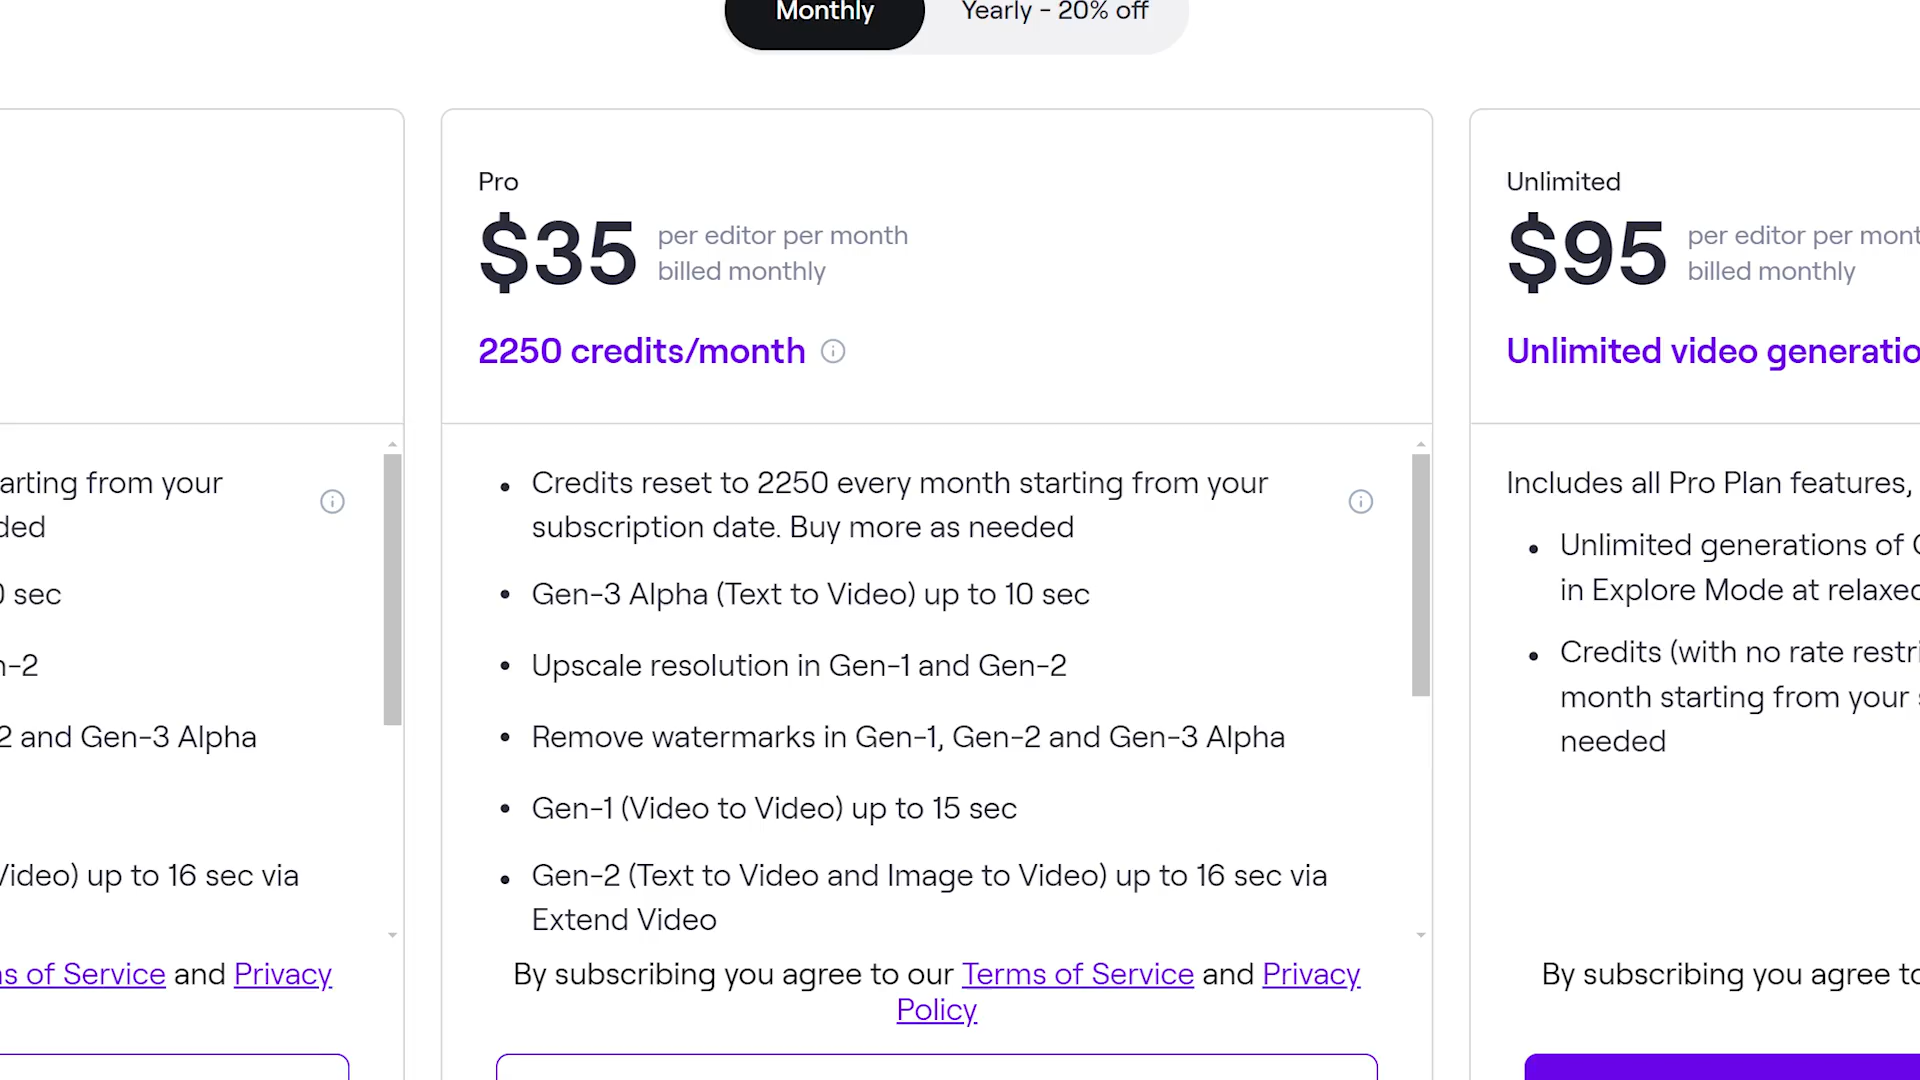 Monthly
Yearly - 20% off
arting from your
ded
sec
n-2
2 and Gen-3 Alpha
Video) up to 16 sec via
s of Service and Privacy
Pro
$35
per editor per month
billed monthly
2250 credits/month
• Credits reset to 2250 every month starting from your
subscription date. Buy more as needed
• Gen-3 Alpha (Text to Video) up to 10 sec
• Upscale resolution in Gen-1 and Gen-2
• Remove watermarks in Gen-1, Gen-2 and Gen-3 Alpha
• Gen-1 (Video to Video) up to 15 sec
• Gen-2 (Text to Video and Image to Video) up to 16 sec via
Extend Video
By subscribing you agree to our Terms of Service and Privacy
Policy
Unlimited
$95
per editor per mont
billed monthly
Unlimited video generatio
Includes all Pro Plan features,
• Unlimited generations of
in Explore Mode at relaxed
• Credits (with no rate restri
month starting from your
needed
By subscribing you agree to